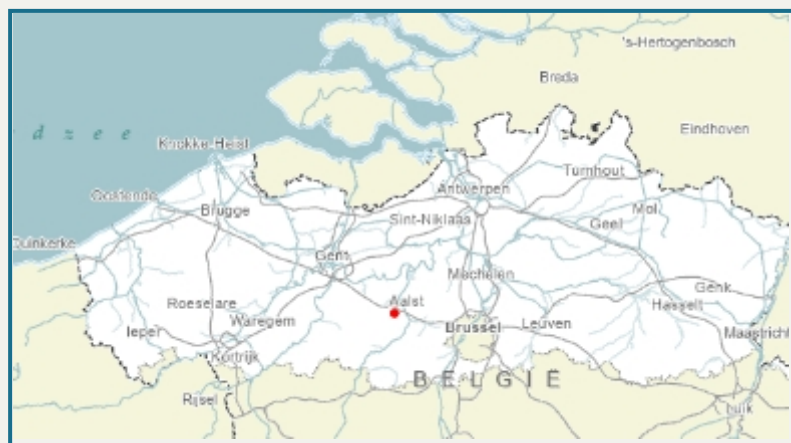 's-Hertogenbosch
Breda
Eindhoven
d z e e
Knokke-Heist
Turnhout
Oostende
Antwerpen
Brugge
Mol
Sint-Niklaas
Geel
Duinkerke
Gent
Mechelen
Genk
Roeselare
Aalst
Hasselt
Ieper
Waregem
Brussel
Leuven
Maastricht
Kortrijk
BELGIË
Rijsel
Luik